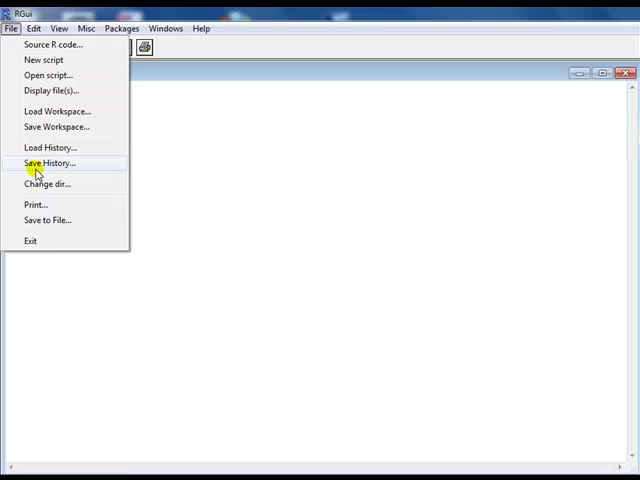 RGui
File Edit View Misc Packages Windows Help
Source R code...
New script
Open script...
Display file(s)...
Load Workspace...
Save Workspace...
Load History...
Save History...
Change dir...
Print...
Save to File...
Exit